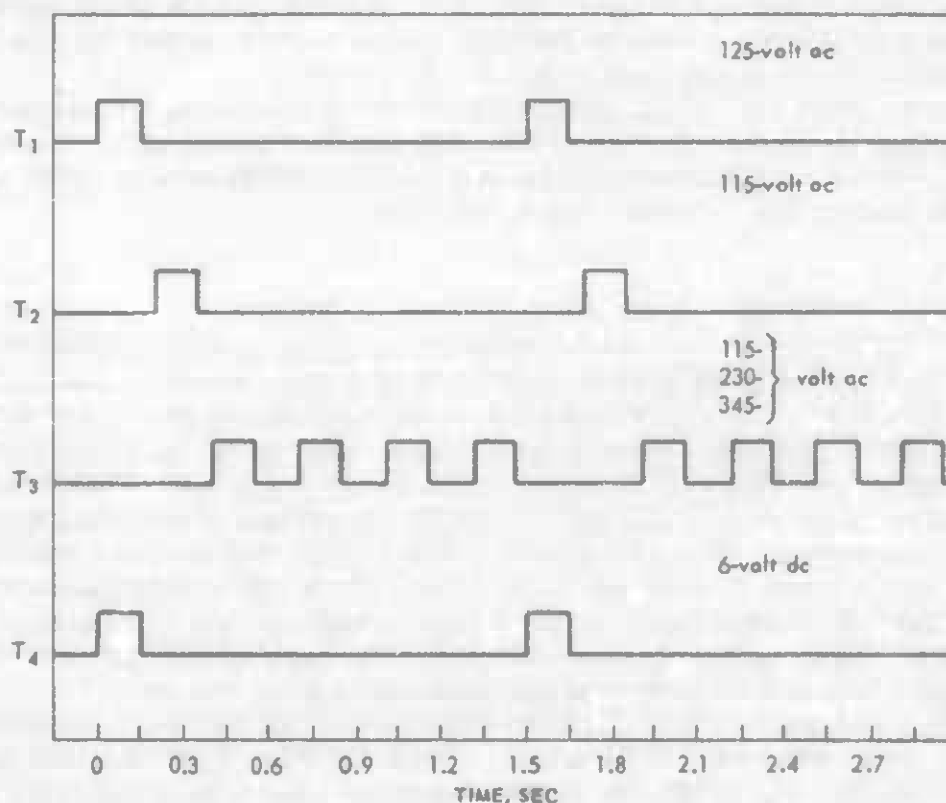 125-volt ac
T1
115-volt ac
T2
115-
230- volt ac
345-
T3
6-volt dc
T4
0 0.3 0.6 0.9 1.2 1.5 1.8 2.1 2.4 2.7
TIME, SEC